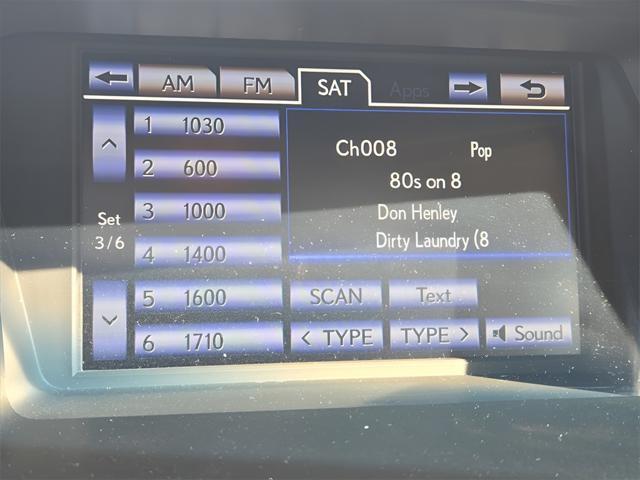 AM FM SAT Apps
1 1030
2 600
3 1000
4 1400
5 1600
6 1710
Set
3/6
Ch008 Pop
80s on 8
Don Henley
Dirty Laundry (8
SCAN Text
< TYPE TYPE > Sound